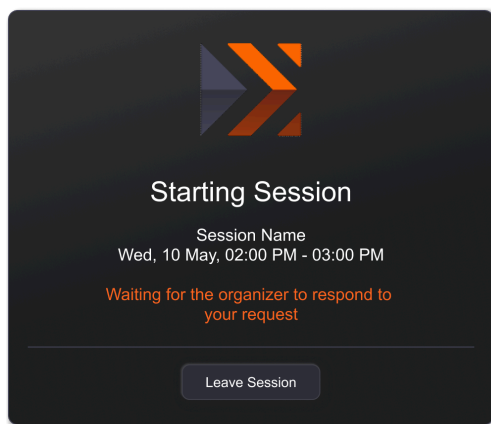 Starting Session
Session Name
Wed, 10 May, 02:00 PM - 03:00 PM
Waiting for the organizer to respond to
your request
Leave Session